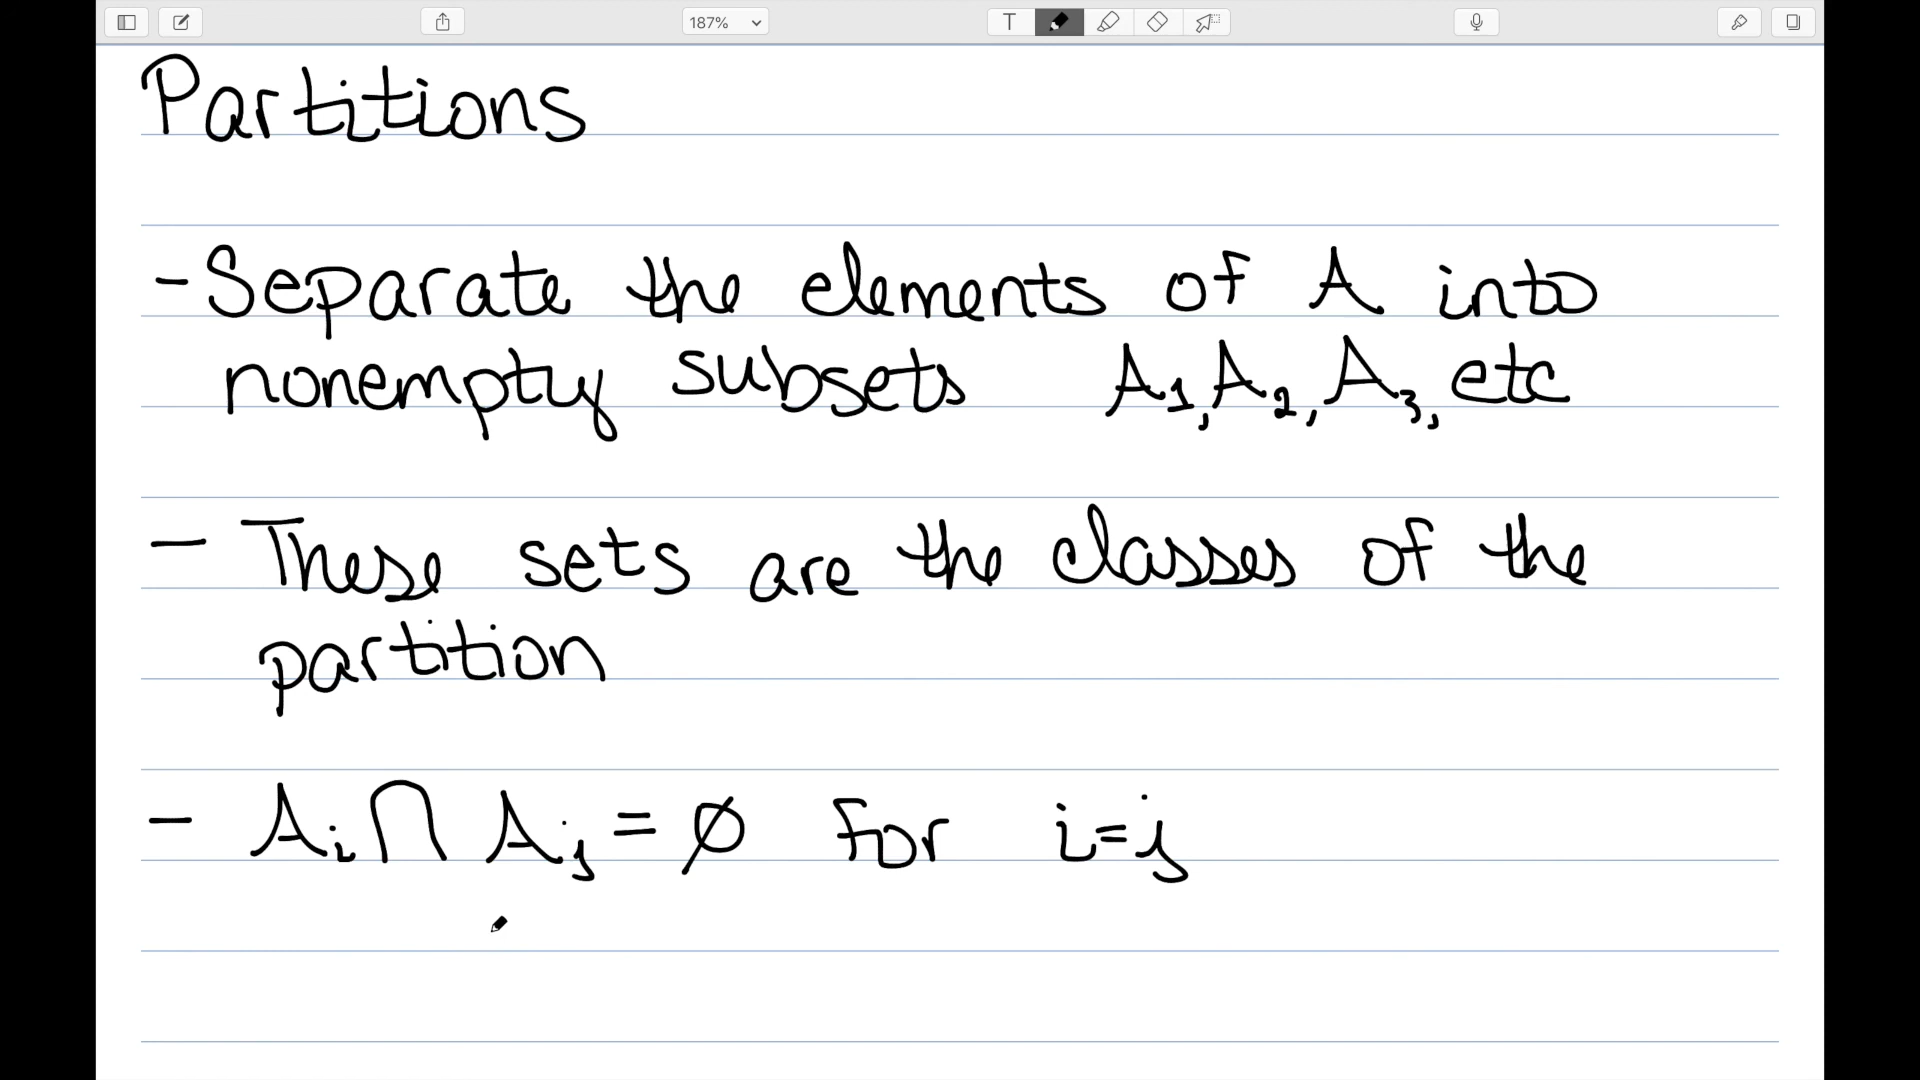 187%
T
Partitions
- Separate the elements of A into
nonempty subsets A₁, A₂, A₃, etc
- These sets are the classes of the
partition
- Aᵢ ∩ Aⱼ = ∅ for i=j